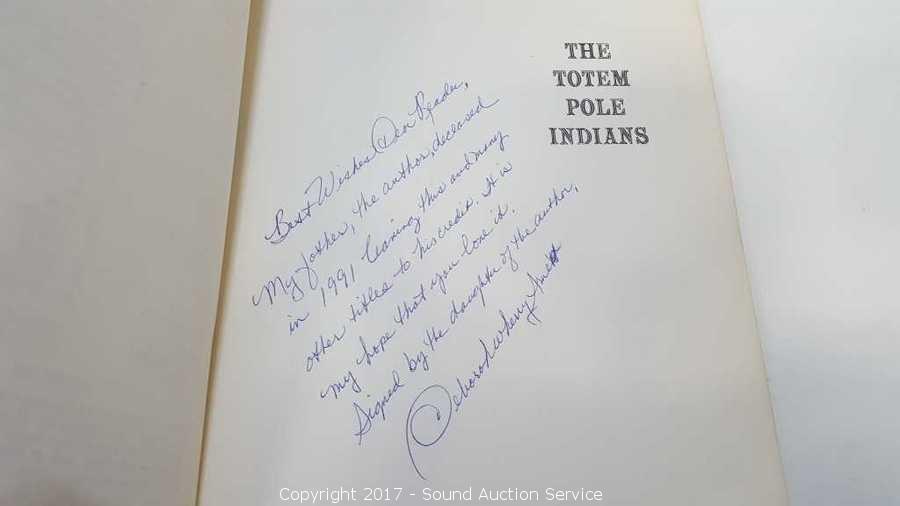 THE
TOTEM
POLE
INDIANS
Best Wishes Dear Reader,
My father, the author, deceased
in 1991 leaving this and many
other titles to his credit. It is
my hope that you love it.
Signed by the daughter of the author,
Deborah Wherry
Copyright 2017 - Sound Auction Service